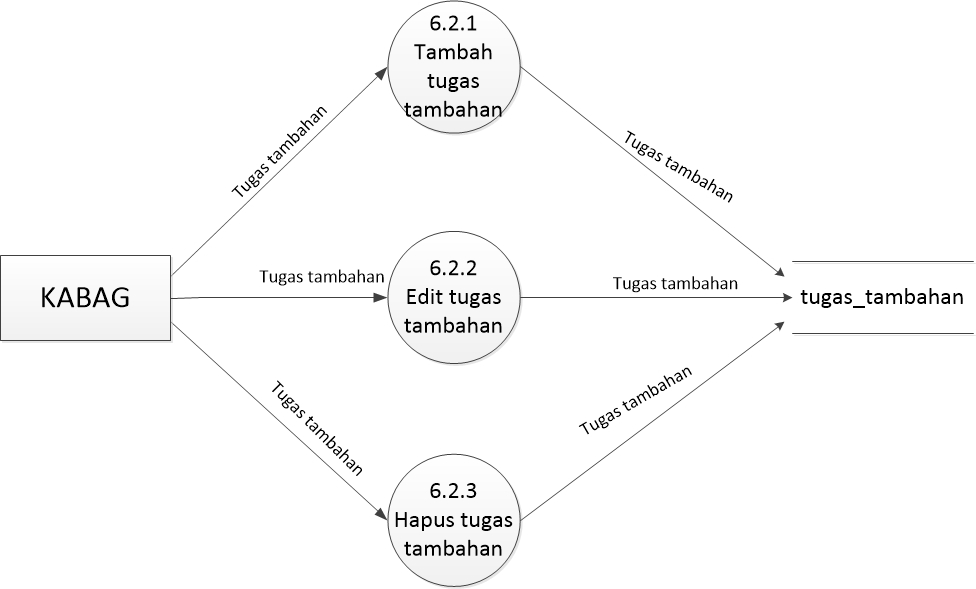 6.2.1
Tambah
tugas
tambahan
Tugas tambahan
Tugas tambahan
KABAG
Tugas tambahan
6.2.2
Edit tugas
tambahan
Tugas tambahan
tugas_tambahan
Tugas tambahan
Tugas tambahan
6.2.3
Hapus tugas
tambahan